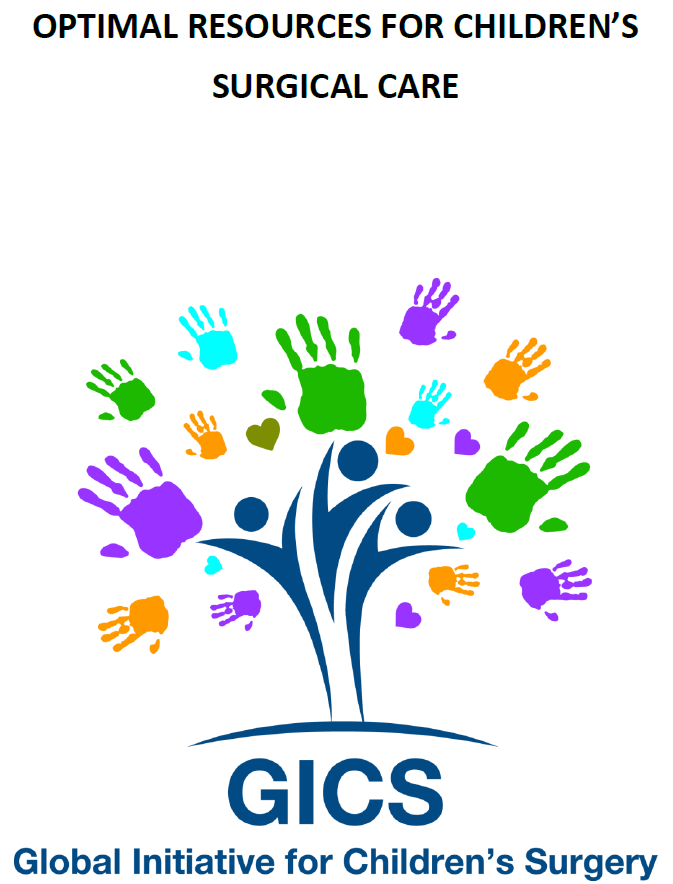 OPTIMAL RESOURCES FOR CHILDREN’S
SURGICAL CARE
GICS
Global Initiative for Children’s Surgery